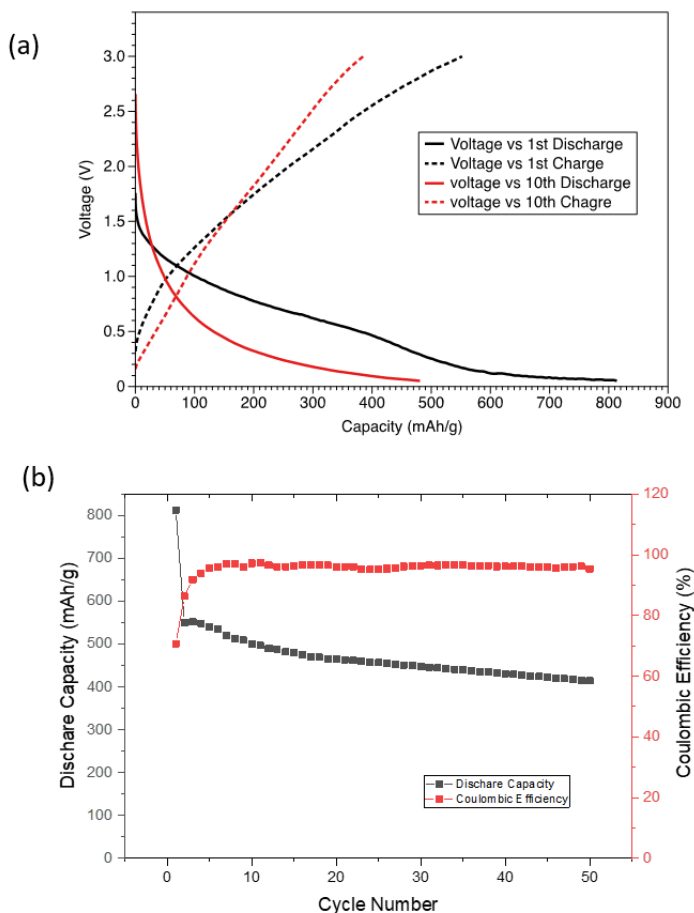 (a)
3.0
2.5
2.0
1.5
1.0
0.5
0
Voltage (V)
Voltage vs 1st Discharge
Voltage vs 1st Charge
voltage vs 10th Discharge
voltage vs 10th Chagre
0 100 200 300 400 500 600 700 800 900
Capacity (mAh/g)
(b)
800
700
600
500
400
300
200
100
0
Dischare Capacity (mAh/g)
Dischare Capacity
Coulombic Efficiency
120
100
80
60
40
20
0
Coulombic Efficiency (%)
0 10 20 30 40 50
Cycle Number